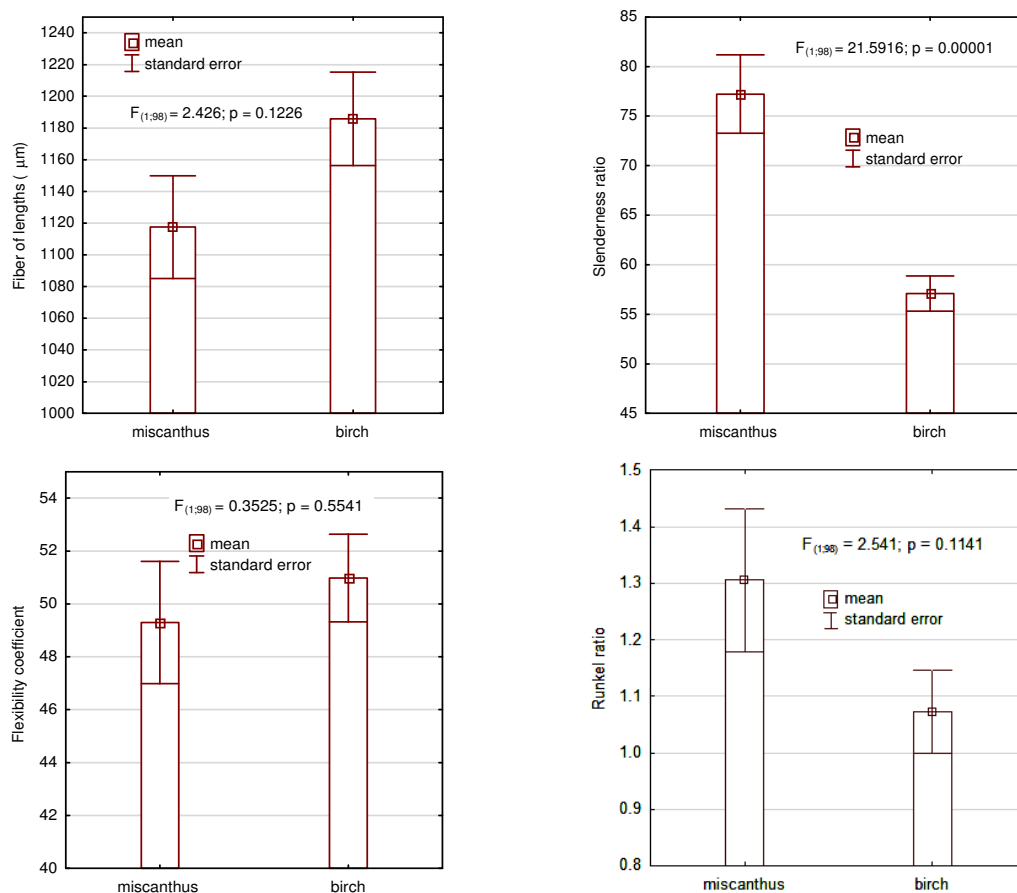 1240
1220
1200
1180
1160
1140
1120
1100
1080
1060
1040
1020
1000
Fiber of lengths ( μm)
mean
standard error
F(1;98) = 2.426; p = 0.1226
miscanthus birch
85
80
75
70
65
60
55
50
45
Slenderness ratio
F(1;98) = 21.5916; p = 0.00001
mean
standard error
miscanthus birch
54
52
50
48
46
44
42
40
Flexibility coefficient
F(1;98) = 0.3525; p = 0.5541
mean
standard error
miscanthus birch
1.5
1.4
1.3
1.2
1.1
1.0
0.9
0.8
Runkel ratio
F(1;98) = 2.541; p = 0.1141
mean
standard error
miscanthus birch